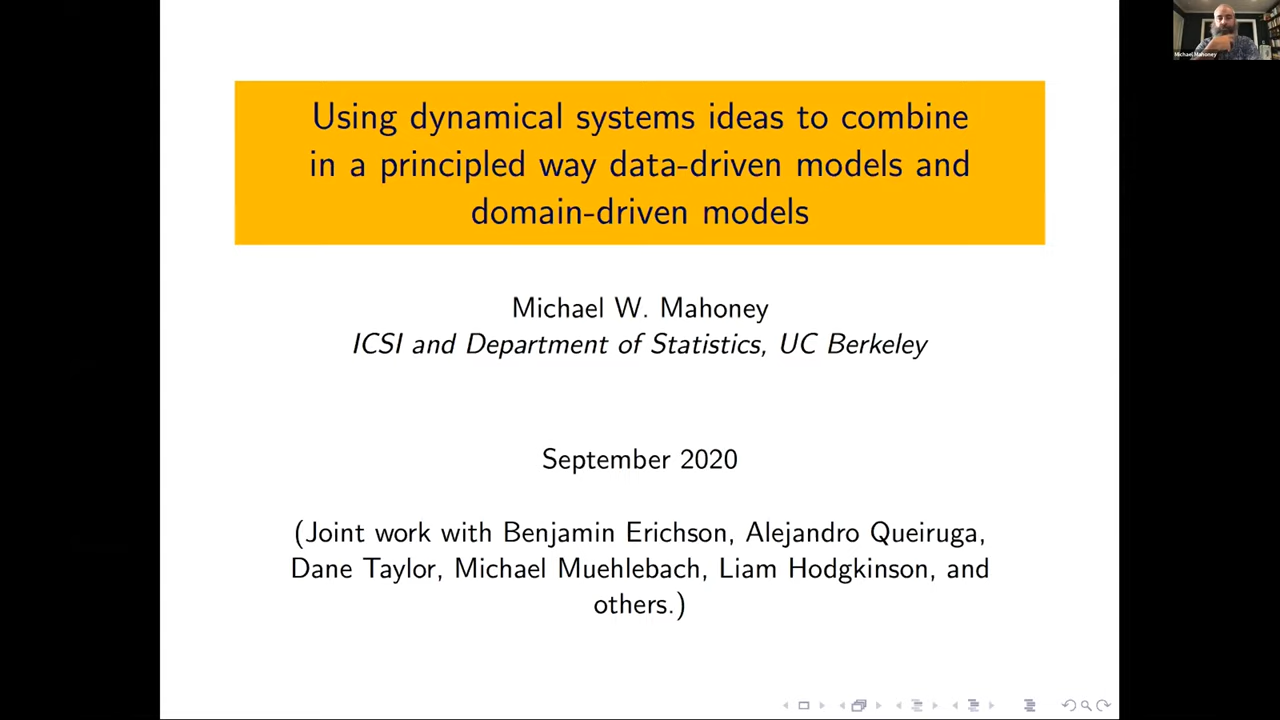 Michael Mahoney
Using dynamical systems ideas to combine
in a principled way data-driven models and
domain-driven models
Michael W. Mahoney
ICSI and Department of Statistics, UC Berkeley
September 2020
(Joint work with Benjamin Erichson, Alejandro Queiruga,
Dane Taylor, Michael Muehlebach, Liam Hodgkinson, and
others.)